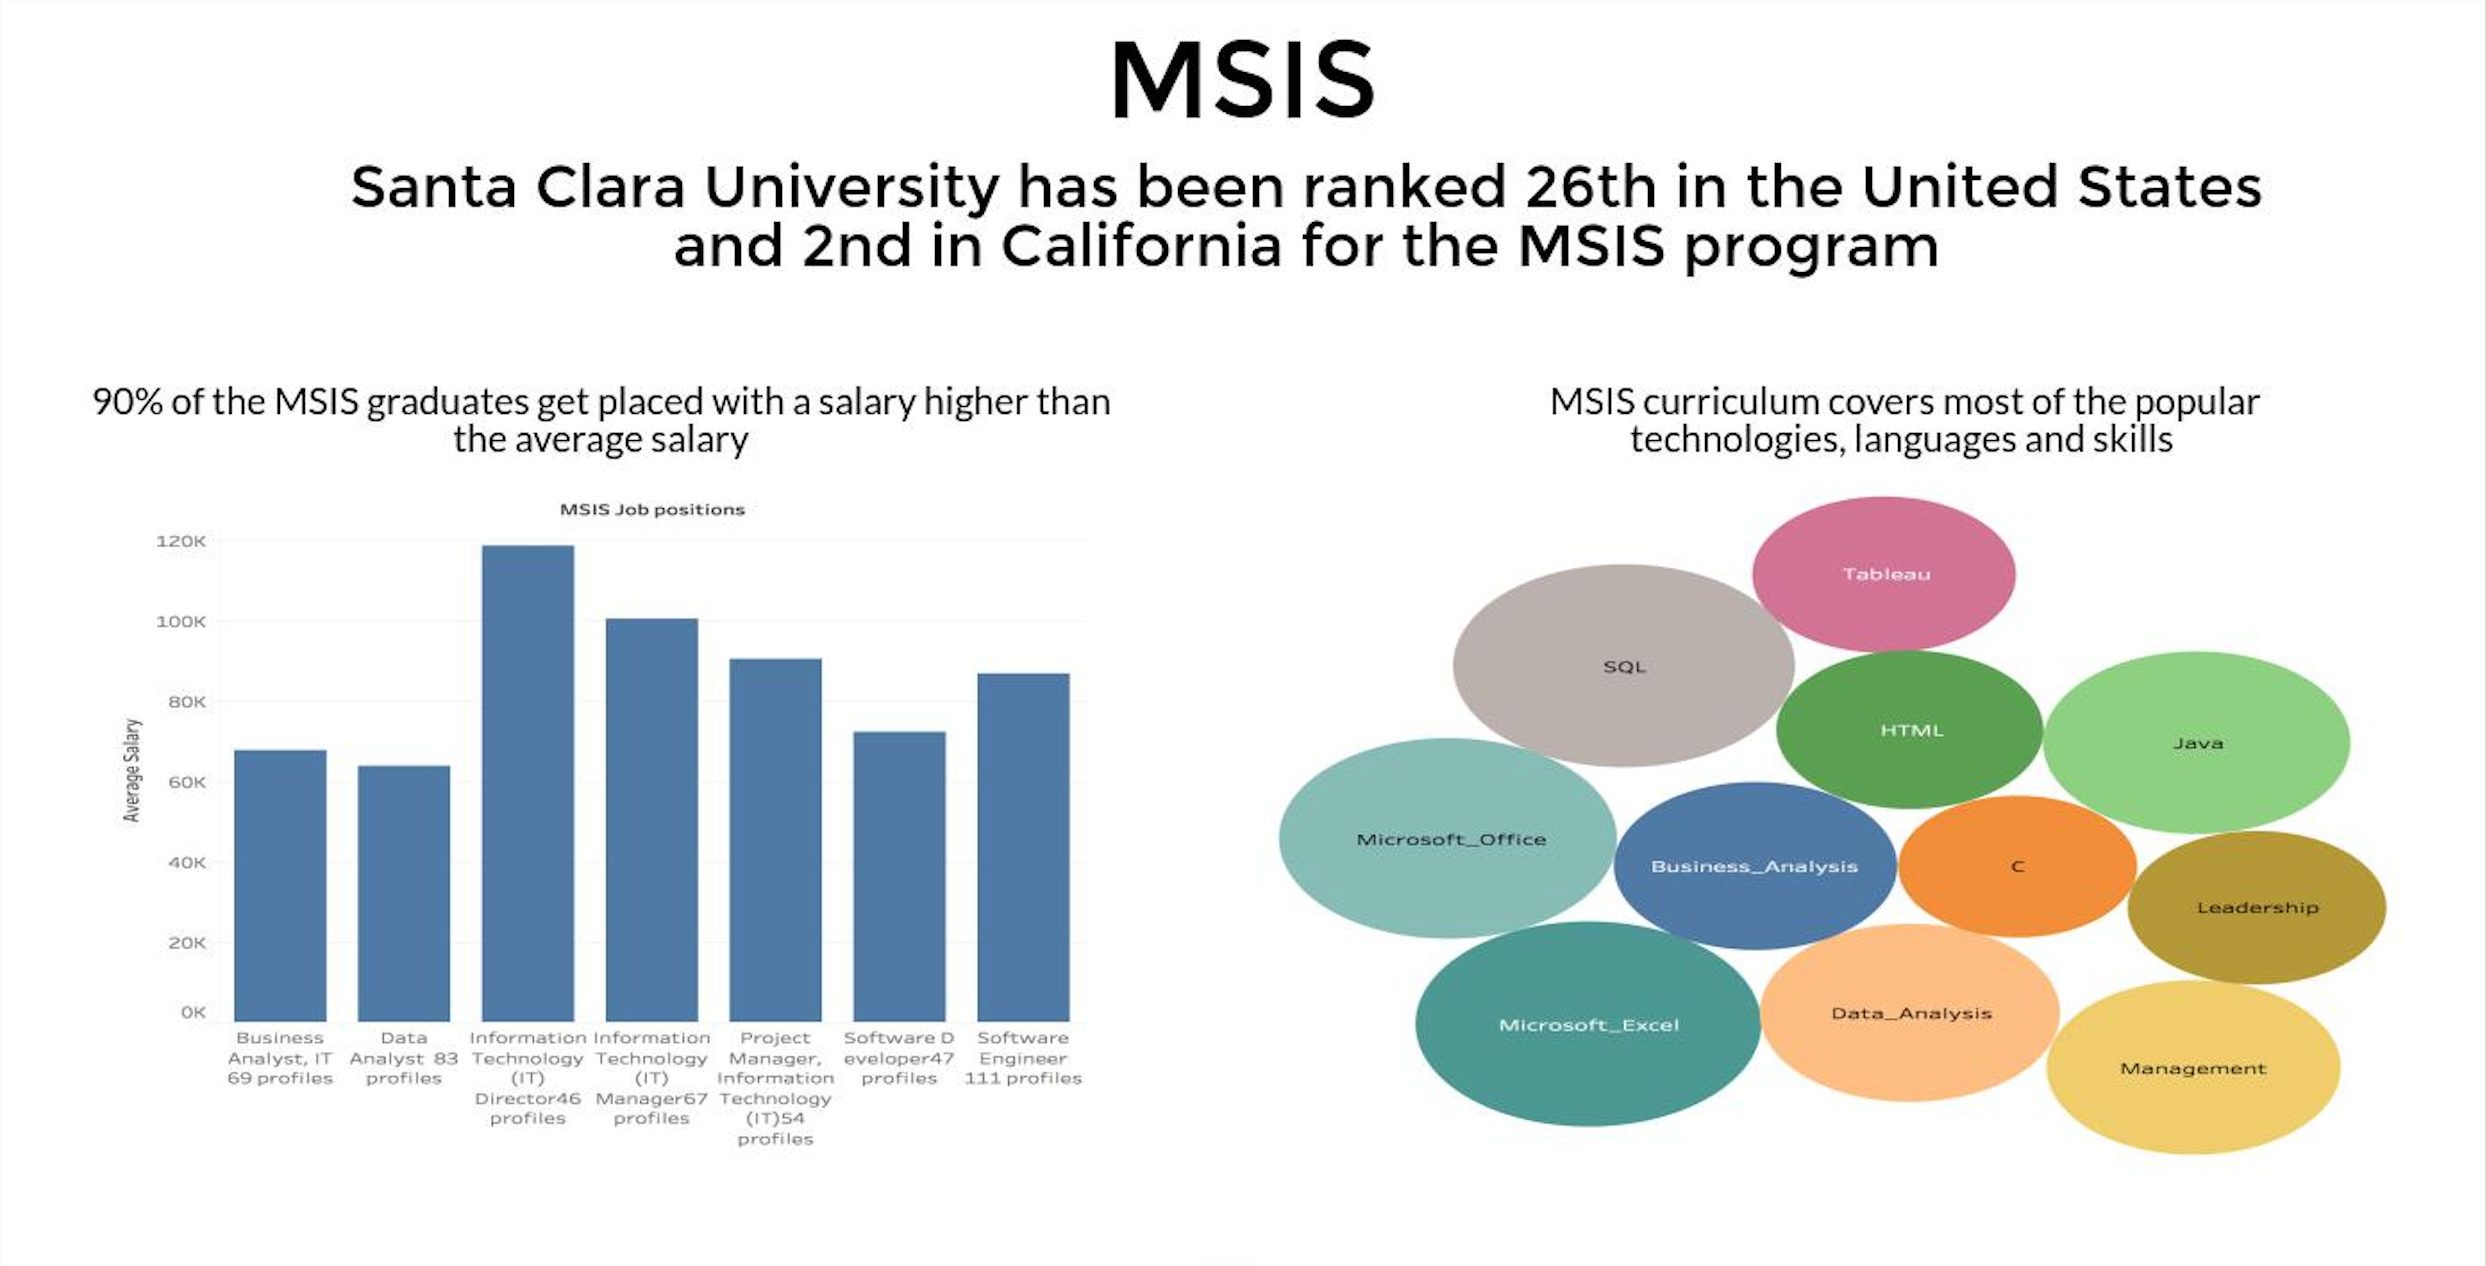 MSIS
Santa Clara University has been ranked 26th in the United States
and 2nd in California for the MSIS program
90% of the MSIS graduates get placed with a salary higher than
the average salary
MSIS Job positions
120K
100K
80K
60K
40K
20K
0K
Average Salary
Business
Analyst, IT
69 profiles
Data
Analyst 83
profiles
Information
Technology
(IT)
Director46
profiles
Information
Technology
(IT)
Manager67
profiles
Project
Manager,
Information
Technology
(IT)54
profiles
Software D
eveloper47
profiles
Software
Engineer
111 profiles
MSIS curriculum covers most of the popular
technologies, languages and skills
Tableau
SQL
HTML
Java
Microsoft_Office
Business_Analysis
C
Leadership
Microsoft_Excel
Data_Analysis
Management